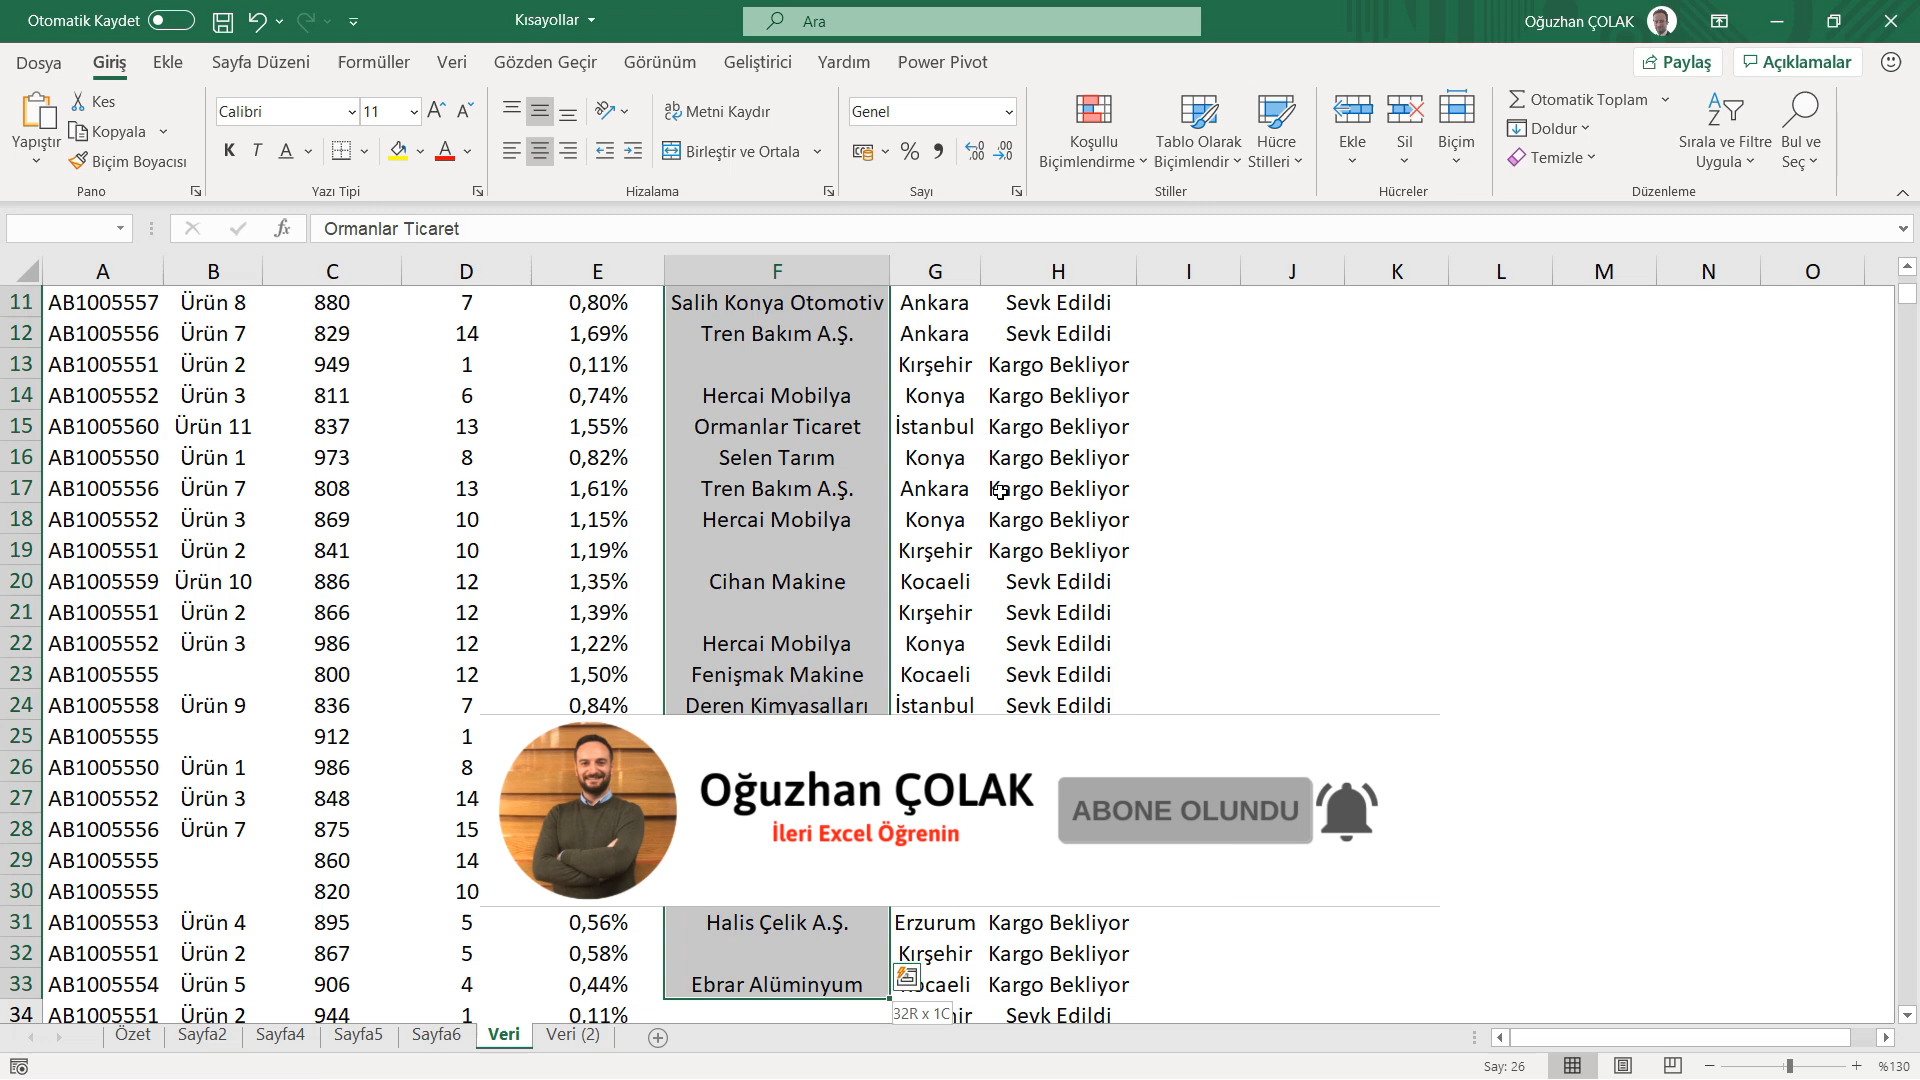 Otomatik Kaydet
Kısayollar
Ara
Oğuzhan ÇOLAK
Dosya Giriş Ekle Sayfa Düzeni Formüller Veri Gözden Geçir Görünüm Geliştirici Yardım Power Pivot
Paylaş Açıklamalar
Yapıştır
Kes
Kopyala
Biçim Boyacısı
Pano
Calibri 11
K T A A
Yazı Tipi
Metni Kaydır
Birleştir ve Ortala
Hizalama
Genel
Sayı
Koşullu Biçimlendirme
Tablo Olarak Biçimlendir
Hücre Stilleri
Stiller
Ekle Sil Biçim
Hücreler
Otomatik Toplam
Doldur
Temizle
Sırala ve Filtre Uygula
Bul ve Seç
Düzenleme
fx Ormanlar Ticaret
A B C D E F G H I J K L M N O
11 AB1005557 Ürün 8 880 7 0,80% Salih Konya Otomotiv Ankara Sevk Edildi
12 AB1005556 Ürün 7 829 14 1,69% Tren Bakım A.Ş. Ankara Sevk Edildi
13 AB1005551 Ürün 2 949 1 0,11% Kırşehir Kargo Bekliyor
14 AB1005552 Ürün 3 811 6 0,74% Hercai Mobilya Konya Kargo Bekliyor
15 AB1005560 Ürün 11 837 13 1,55% Ormanlar Ticaret İstanbul Kargo Bekliyor
16 AB1005550 Ürün 1 973 8 0,82% Selen Tarım Konya Kargo Bekliyor
17 AB1005556 Ürün 7 808 13 1,61% Tren Bakım A.Ş. Ankara Kargo Bekliyor
18 AB1005552 Ürün 3 869 10 1,15% Hercai Mobilya Konya Kargo Bekliyor
19 AB1005551 Ürün 2 841 10 1,19% Kırşehir Kargo Bekliyor
20 AB1005559 Ürün 10 886 12 1,35% Cihan Makine Kocaeli Sevk Edildi
21 AB1005551 Ürün 2 866 12 1,39% Kırşehir Sevk Edildi
22 AB1005552 Ürün 3 986 12 1,22% Hercai Mobilya Konya Sevk Edildi
23 AB1005555 800 12 1,50% Fenişmak Makine Kocaeli Sevk Edildi
24 AB1005558 Ürün 9 836 7 0,84% Deren Kimyasalları İstanbul Sevk Edildi
25 AB1005555 912 1
26 AB1005550 Ürün 1 986 8
27 AB1005552 Ürün 3 848 14
28 AB1005556 Ürün 7 875 15
29 AB1005555 860 14
30 AB1005555 820 10
Oğuzhan ÇOLAK
İleri Excel Öğrenin
ABONE OLUNDU
31 AB1005553 Ürün 4 895 5 0,56% Halis Çelik A.Ş. Erzurum Kargo Bekliyor
32 AB1005551 Ürün 2 867 5 0,58% Kırşehir Kargo Bekliyor
33 AB1005554 Ürün 5 906 4 0,44% Ebrar Alüminyum Kocaeli Kargo Bekliyor
34 AB1005551 Ürün 2 944 1 0,11% Sevk Edildi
32R x 1C
Özet Sayfa2 Sayfa4 Sayfa5 Sayfa6 Veri Veri (2)
Say: 26
%130